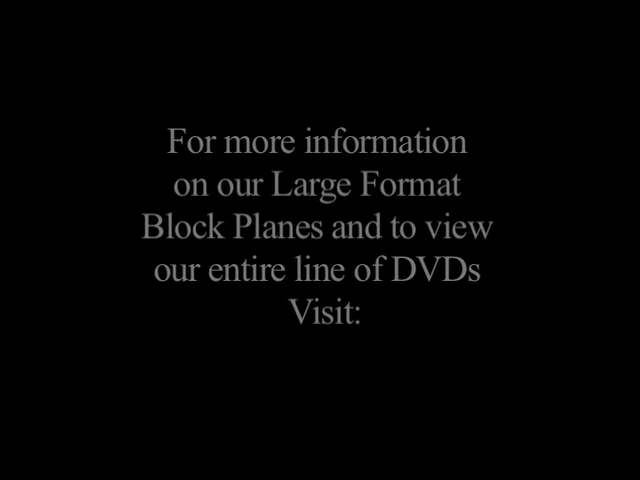 For more information
on our Large Format
Block Planes and to view
our entire line of DVDs
Visit: